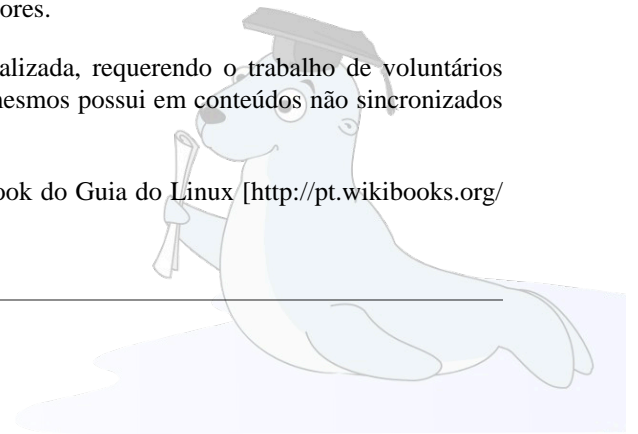 ores.
alizada, requerendo o trabalho de voluntários
nesmos possui em conteúdos não sincronizados
ook do Guia do Linux [http://pt.wikibooks.org/